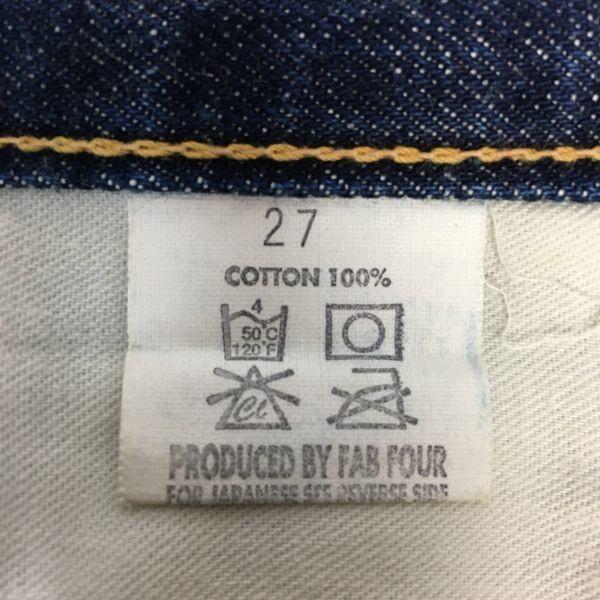 27
COTTON 100%
4
50°C
120°F
Cl
PRODUCED BY FAB FOUR
FOR JAPANESE SEE REVERSE SIDE